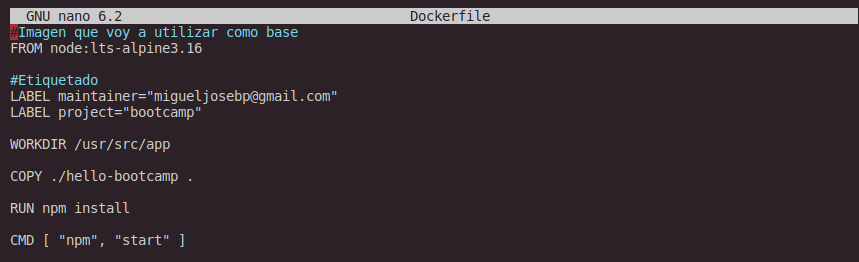 GNU nano 6.2 Dockerfile
#Imagen que voy a utilizar como base
FROM node:lts-alpine3.16
#Etiquetado
LABEL maintainer="migueljosebp@gmail.com"
LABEL project="bootcamp"
WORKDIR /usr/src/app
COPY ./hello-bootcamp .
RUN npm install
CMD [ "npm", "start" ]